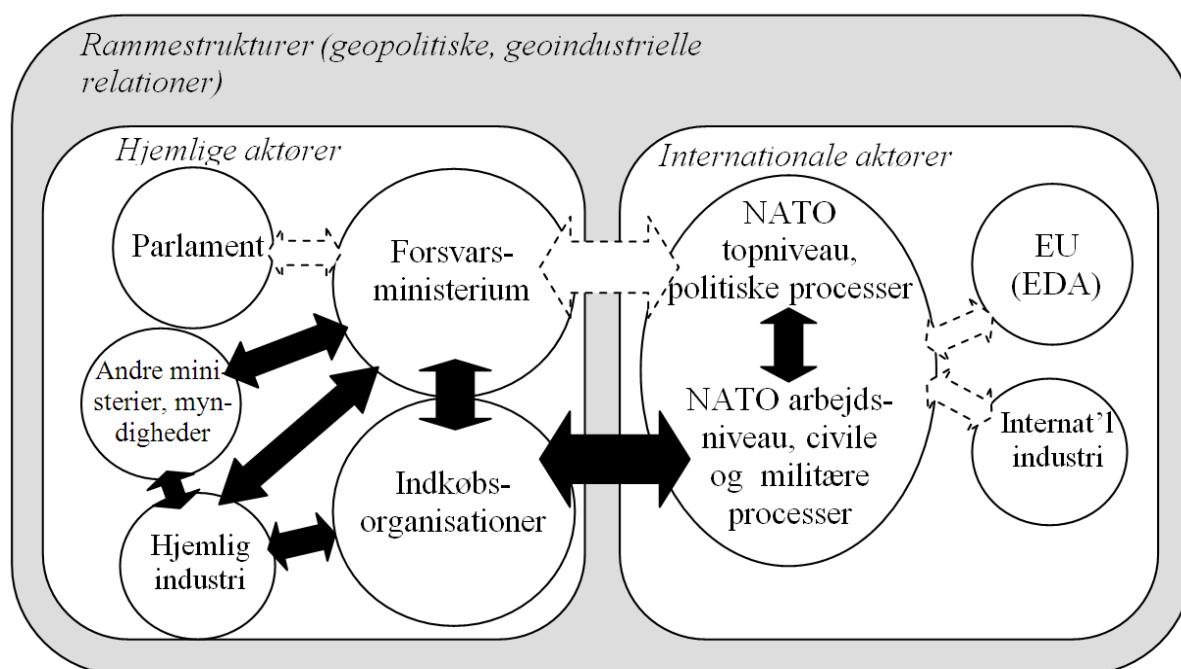 Rammestrukturer (geopolitiske, geoindustrielle
relationer)
Hjemlige aktører
Parlament
Forsvars-
ministerium
Andre mini-
sterier, myn-
digheder
Hjemlig
industri
Indkøbs-
organisationer
Internationale aktører
NATO
topniveau,
politiske processer
NATO arbejds-
niveau, civile
og militære
processer
EU
(EDA)
Internat’l
industri